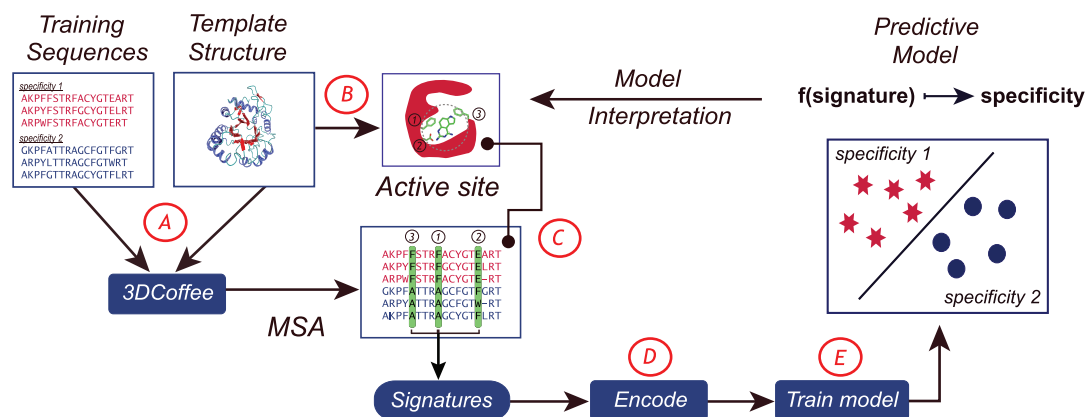 Training
Sequences
Template
Structure
specificity 1
AKPFFSTRFACYGTEART
AKPYFSTRFGCYGTELRT
ARPWFSTRFACYGTERT
specificity 2
GKPFATTRAGCFGTFGRT
ARPYLTTRAGCFGTWRT
AKPFGTTRAGCYGTFLRT
A
B
1
2
3
Active site
Model
Interpretation
Predictive
Model
f(signature) specificity
specificity 1
specificity 2
3DCoffee
MSA
3 1 2
AKPFFSTRFACYGTEART
AKPYFSTRFGCYGTELRT
ARPWFSTRFACYGTE-RT
GKPFATTRAGCFGTFGRT
ARPYATTRAGCFGTW-RT
AKPFATTRAGCYGTFLRT
C
Signatures
D
Encode
E
Train model